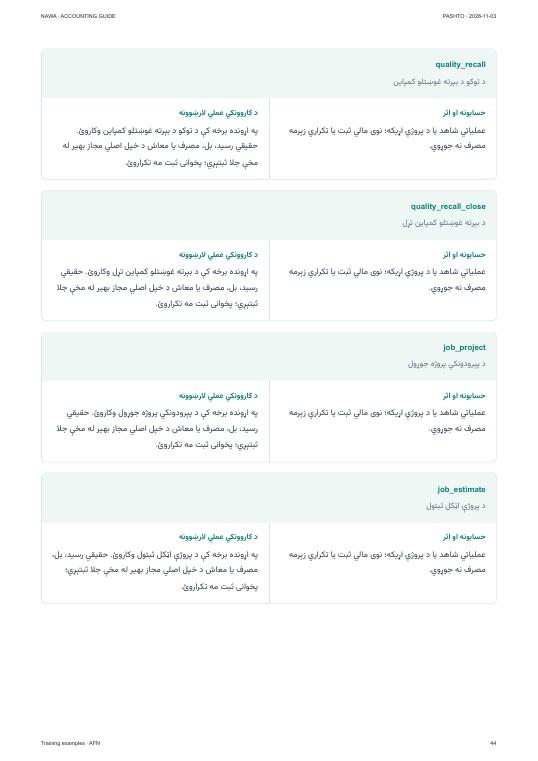 NAWA · ACCOUNTING GUIDE
PASHTO · 2026-11-03
quality_recall
د توکو د بېرته غوښتلو کمپاین
حسابونه او اثر
عملیاتي شاهد یا د پروژې اړیکه؛ نوی مالي ثبت یا تکراري زېرمه
مصرف نه جوړوي.
د کاروونکي عملي لارښوونه
په اړونده برخه کې د توکو د بېرته غوښتلو کمپاین وکاروئ.
حقیقي رسید، بل، مصرف یا معاش د خپل اصلي مجاز بهیر له
مخې جلا ثبتېږي؛ پخوانی ثبت مه تکراروئ.
quality_recall_close
د بېرته غوښتلو کمپاین تړل
حسابونه او اثر
عملیاتي شاهد یا د پروژې اړیکه؛ نوی مالي ثبت یا تکراري زېرمه
مصرف نه جوړوي.
د کاروونکي عملي لارښوونه
په اړونده برخه کې د بېرته غوښتلو کمپاین تړل وکاروئ. حقیقي
رسید، بل، مصرف یا معاش د خپل اصلي مجاز بهیر له مخې جلا
ثبتېږي؛ پخوانی ثبت مه تکراروئ.
job_project
د پېرودونکي پروژه جوړول
حسابونه او اثر
عملیاتي شاهد یا د پروژې اړیکه؛ نوی مالي ثبت یا تکراري زېرمه
مصرف نه جوړوي.
د کاروونکي عملي لارښوونه
په اړونده برخه کې د پېرودونکي پروژه جوړول وکاروئ. حقیقي
رسید، بل، مصرف یا معاش د خپل اصلي مجاز بهیر له مخې جلا
ثبتېږي؛ پخوانی ثبت مه تکراروئ.
job_estimate
د پروژې اټکل ثبتول
حسابونه او اثر
عملیاتي شاهد یا د پروژې اړیکه؛ نوی مالي ثبت یا تکراري زېرمه
مصرف نه جوړوي.
د کاروونکي عملي لارښوونه
په اړونده برخه کې د پروژې اټکل ثبتول وکاروئ. حقیقي رسید، بل،
مصرف یا معاش د خپل اصلي مجاز بهیر له مخې جلا ثبتېږي؛
پخوانی ثبت مه تکراروئ.
Training examples · AFN
44